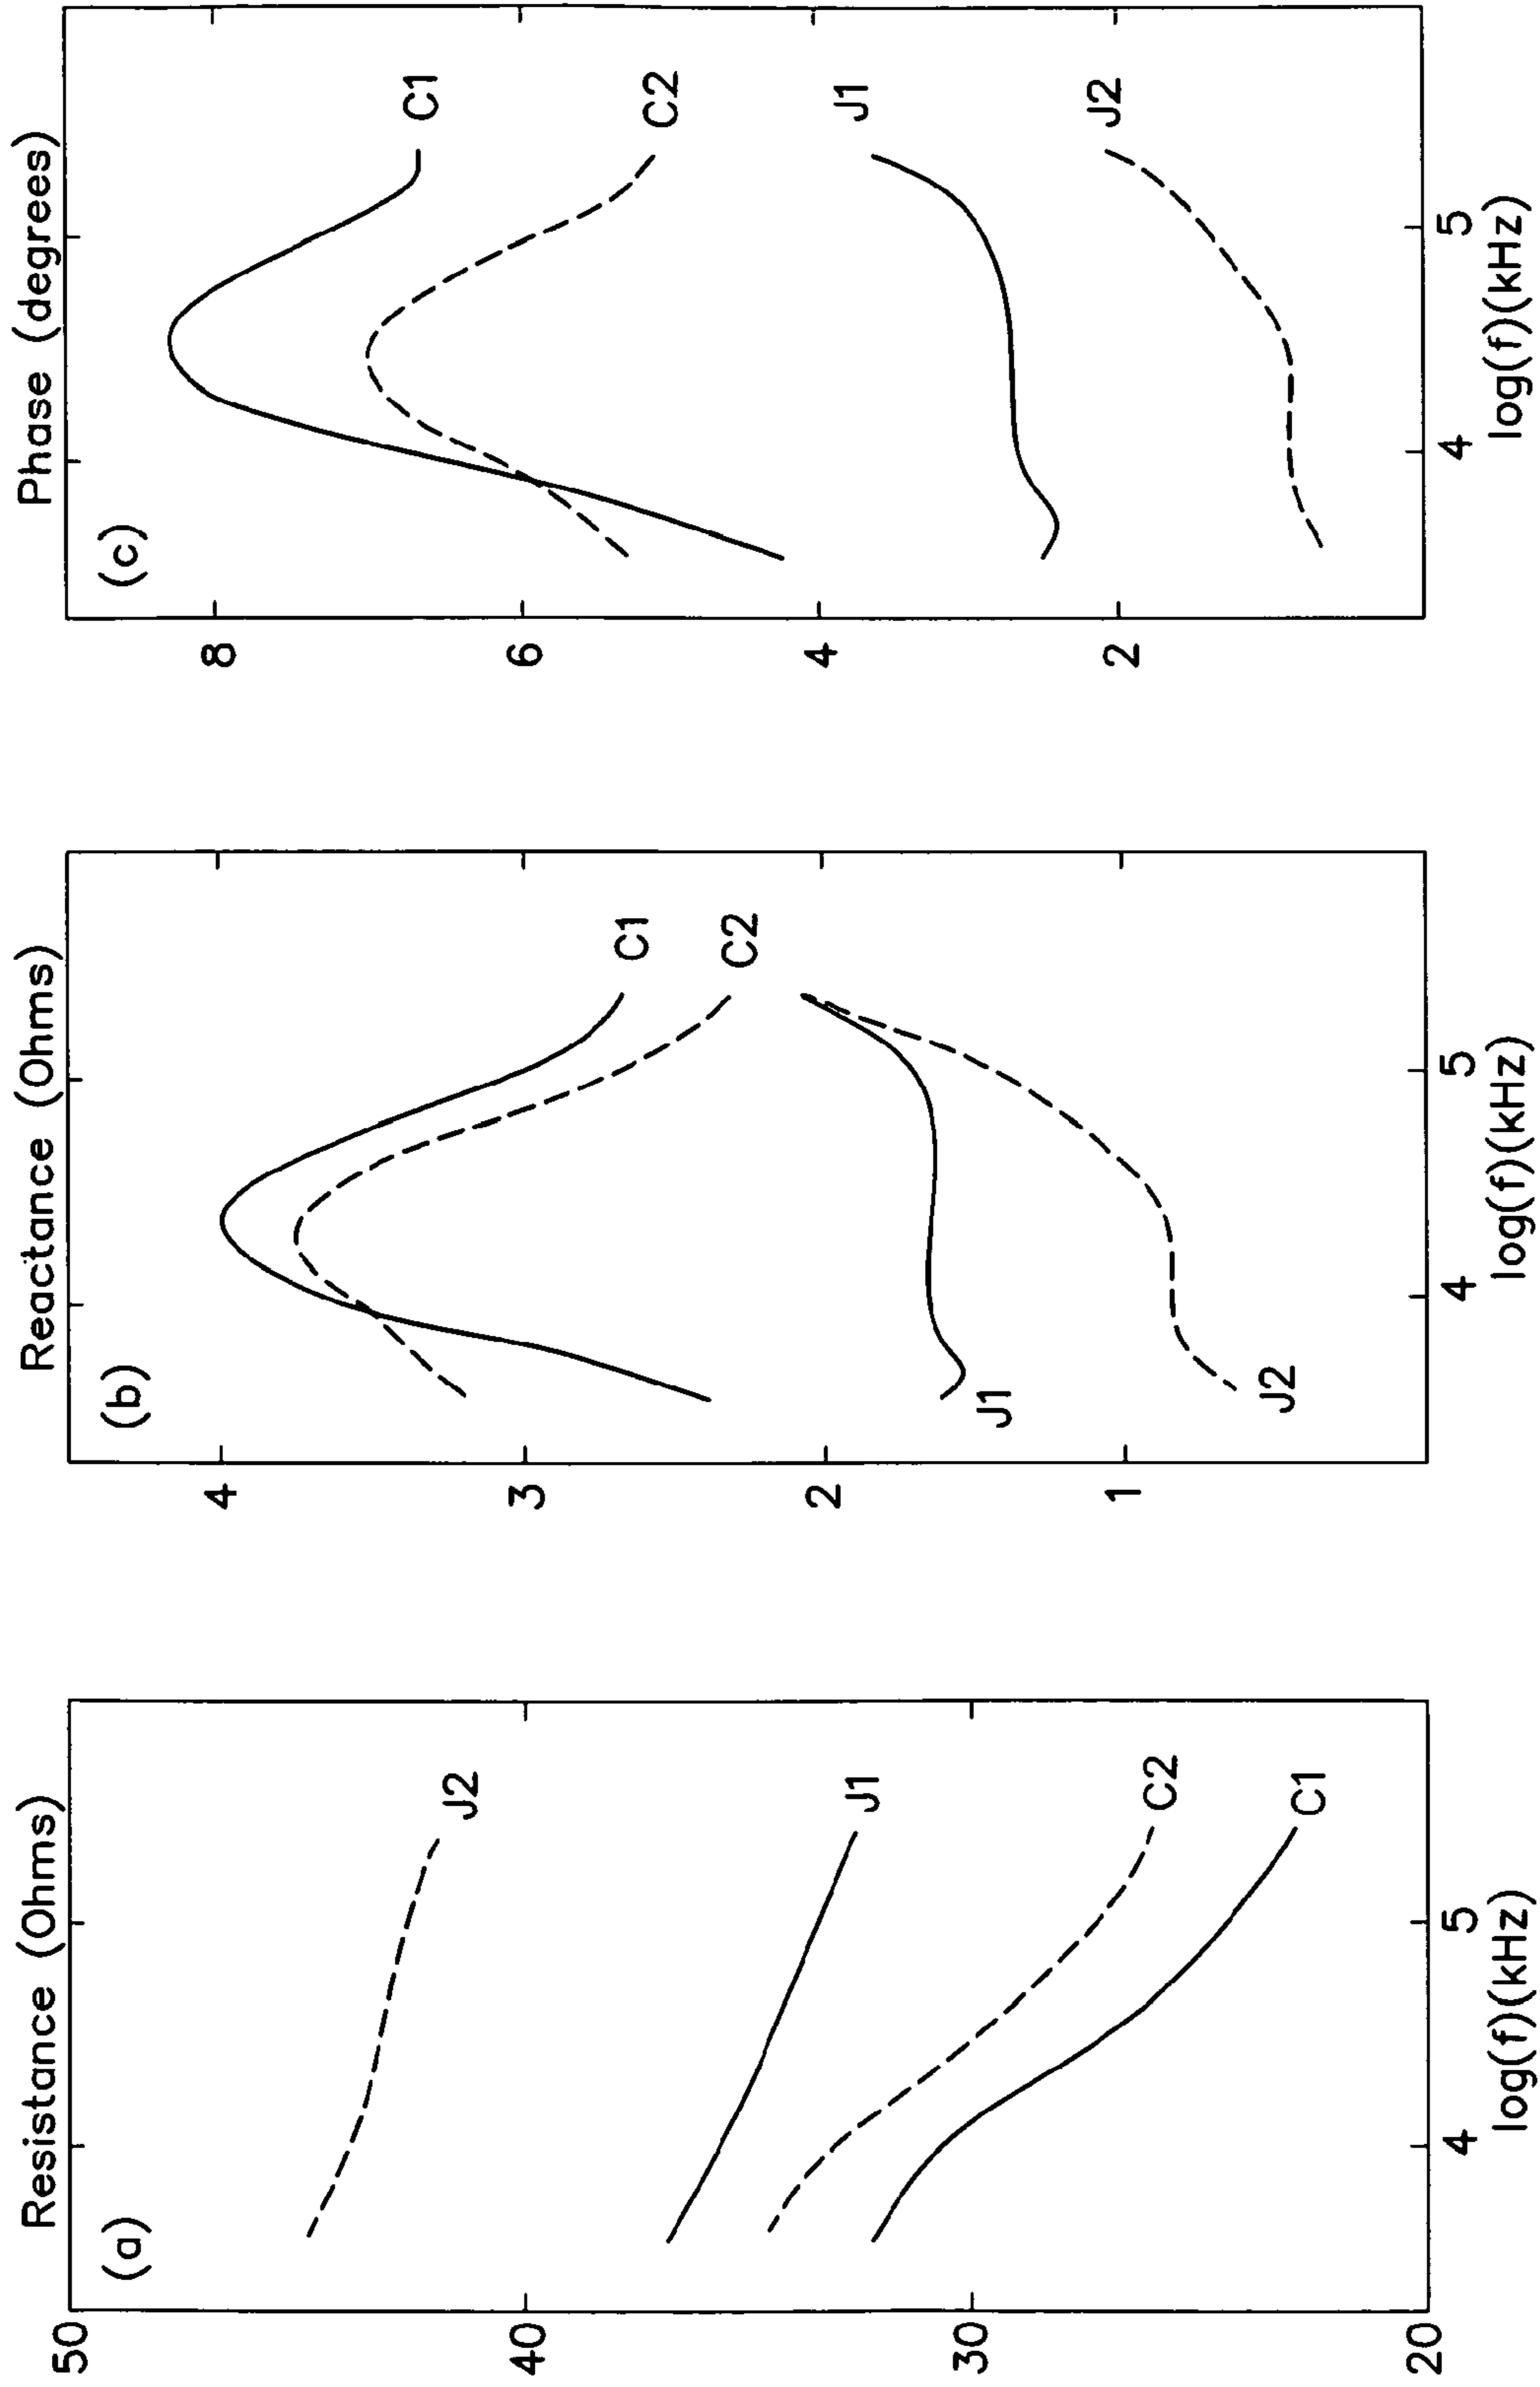 Resistance (Ohms)
(a)
50
40
30
20
J2
J1
C2
C1
4
5
log(f)(kHz)
Reactance (Ohms)
(b)
4
3
2
1
C1
C2
J1
J2
4
5
log(f)(kHz)
Phase (degrees)
(c)
8
6
4
2
C1
C2
J1
J2
4
5
log(f)(kHz)